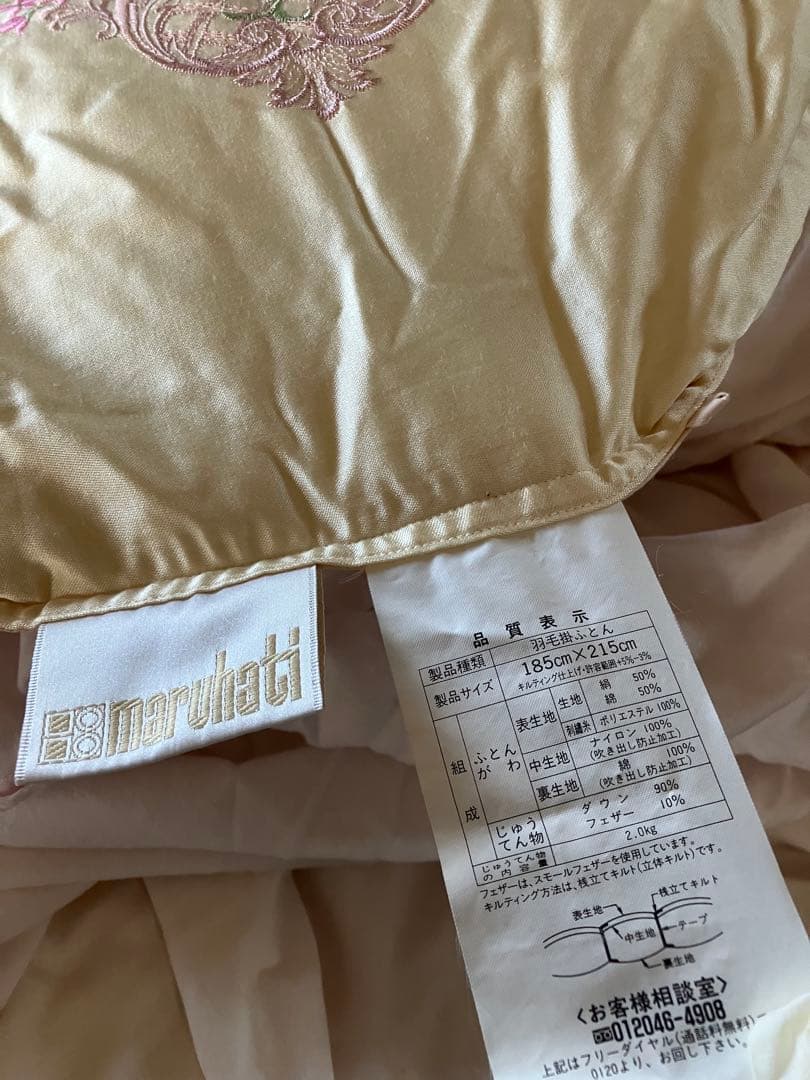 maruhati
品質表示
製品種類 羽毛掛ふとん
製品サイズ 185cm×215cm
キルティング仕上げ・許容範囲+5%-3%
組成 ふとんがわ 表生地 生地 絹 50%
綿 50%
刺繍糸 ポリエステル 100%
中生地 ナイロン 100%
(吹き出し防止加工)
裏生地 綿 100%
(吹き出し防止加工)
じゅうてん物 ダウン 90%
フェザー 10%
じゅうてん物の内容量 2.0kg
フェザーは、スモールフェザーを使用しています。
キルティング方法は、桟立てキルト(立体キルト)です。
表生地 桟立てキルト
中生地 テープ
裏生地
〈お客様相談室〉
012046-4908
上記はフリーダイヤル(通話料無料)
0120より、お回し下さい。